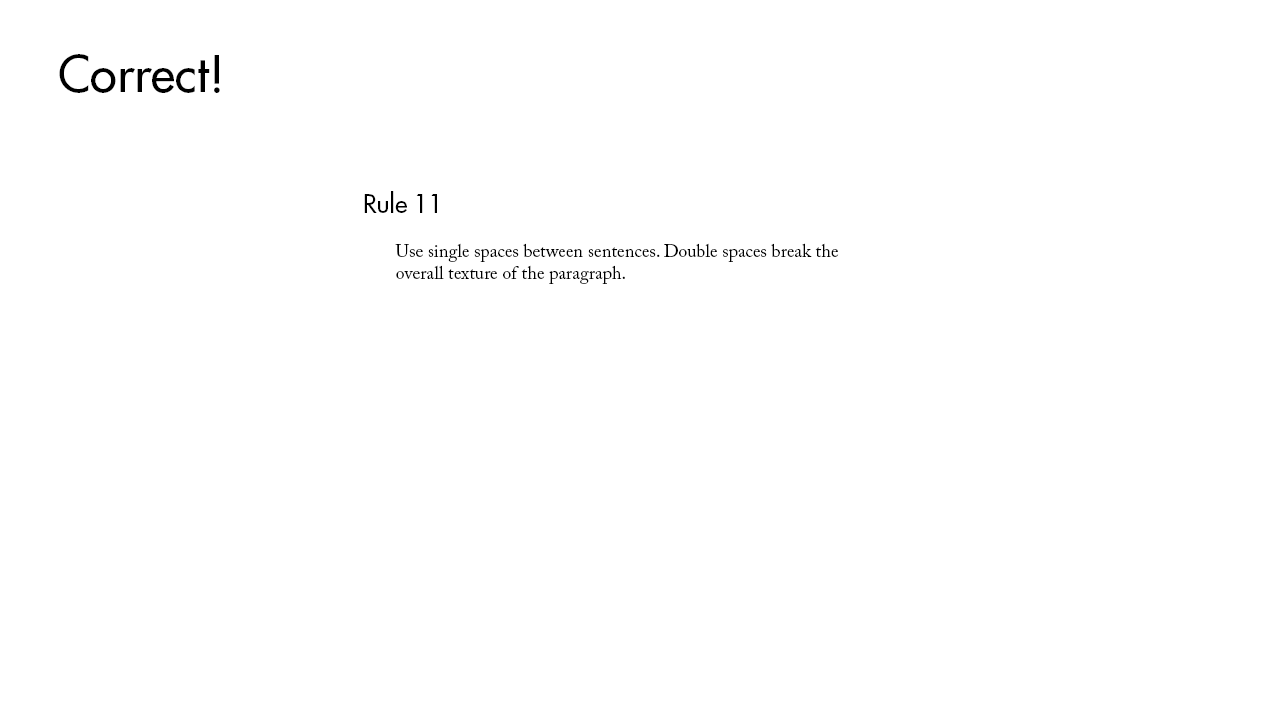 Correct!
Rule 11
Use single spaces between sentences. Double spaces break the
overall texture of the paragraph.